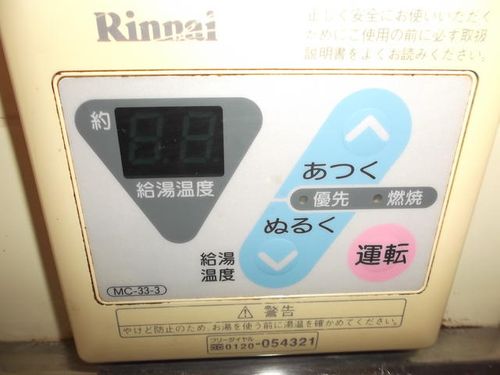 Rinnai
正しく安全にお使いいただく
ためにご使用の前に必す取扱
説明書をよくお読みください。
約
給湯温度
あつく
優先
燃焼
ぬるく
給湯
温度
運転
MC-33-3
警告
やけど防止のため、お湯を使う前に湯温を確かめてください。
フリーダイヤル
0120-054321